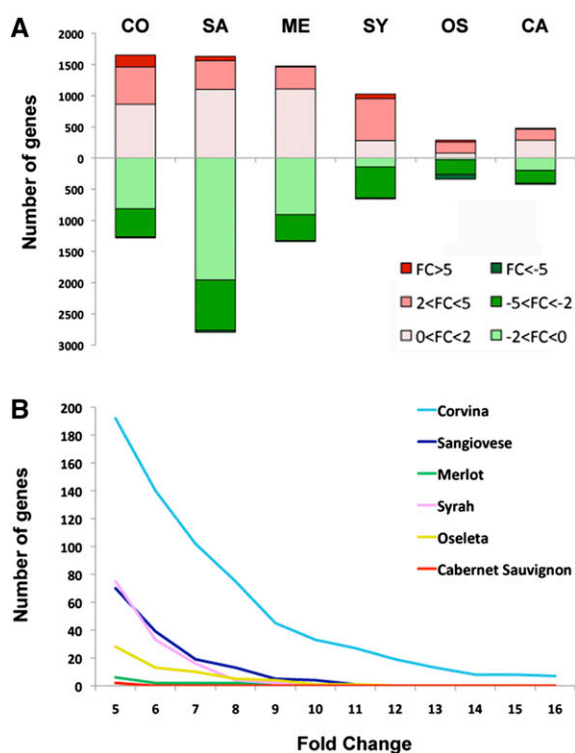 A
CO SA ME SY OS CA
2000
1500
1000
500
0
500
1000
1500
2000
2500
3000
Number of genes
FC>5 FC<-5
2<FC<5 -5<FC<-2
0<FC<2 -2<FC<0
B
200
180
160
140
120
100
80
60
40
20
0
Number of genes
Corvina
Sangiovese
Merlot
Syrah
Oseleta
Cabernet Sauvignon
5 6 7 8 9 10 11 12 13 14 15 16
Fold Change